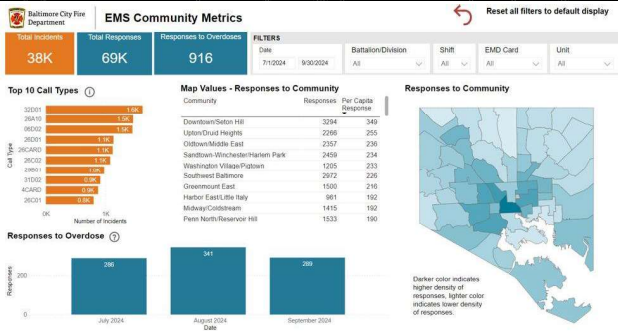 Baltimore City Fire
Department
EMS Community Metrics
Reset all filters to default display
Total Incidents
38K
Total Responses
69K
Responses to Overdoses
916
FILTERS
Date
7/1/2024 9/30/2024
Battalion/Division
All
Shift
All
EMD Card
All
Unit
All
Top 10 Call Types
Call Type
32D01 1.6K
26A10 1.5K
06D02 1.5K
26D01 1.1K
26CARD 1.1K
26C02 1.1K
1.0K
31D02 0.9K
4CARD 0.9K
26C01 0.8K
0K 1K
Number of Incidents
Map Values - Responses to Community
Community Responses Per Capita
Response
Downtown/Seton Hill 3294 349
Upton/Druid Heights 2266 255
Oldtown/Middle East 2357 236
Sandtown-Winchester/Harlem Park 2459 234
Washington Village/Pigtown 1205 233
Southwest Baltimore 2972 226
Greenmount East 1500 216
Harbor East/Little Italy 961 192
Midway/Coldstream 1415 192
Penn North/Reservoir Hill 1533 190
Responses to Community
Darker color indicates
higher density of
responses, lighter color
indicates lower density
of responses.
Responses to Overdose
Responses
200
0
286
341
289
July 2024
August 2024
September 2024
Date